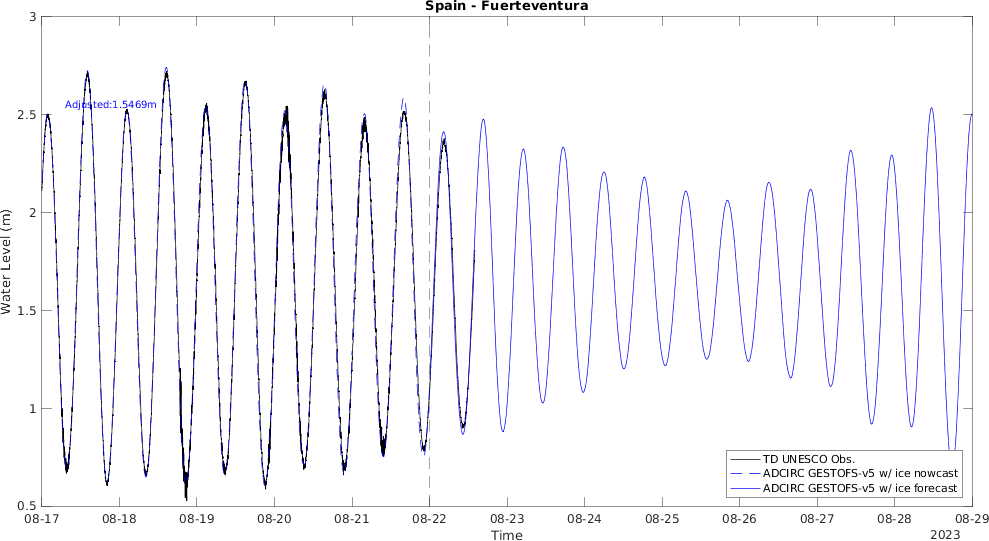 Spain - Fuerteventura
3
2.5
2
1.5
1
0.5
Water Level (m)
Adjusted:1.5469m
TD UNESCO Obs.
ADCIRC GESTOFS-v5 w/ ice nowcast
ADCIRC GESTOFS-v5 w/ ice forecast
08-17 08-18 08-19 08-20 08-21 08-22 08-23 08-24 08-25 08-26 08-27 08-28 08-29
Time
2023